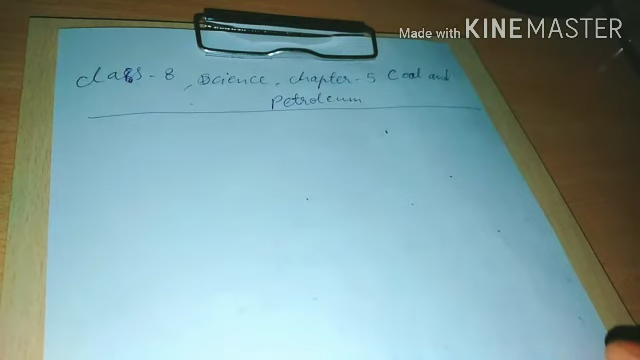 Made with KINEMASTER
Class - 8, Science, chapter - 5 Coal and
Petroleum